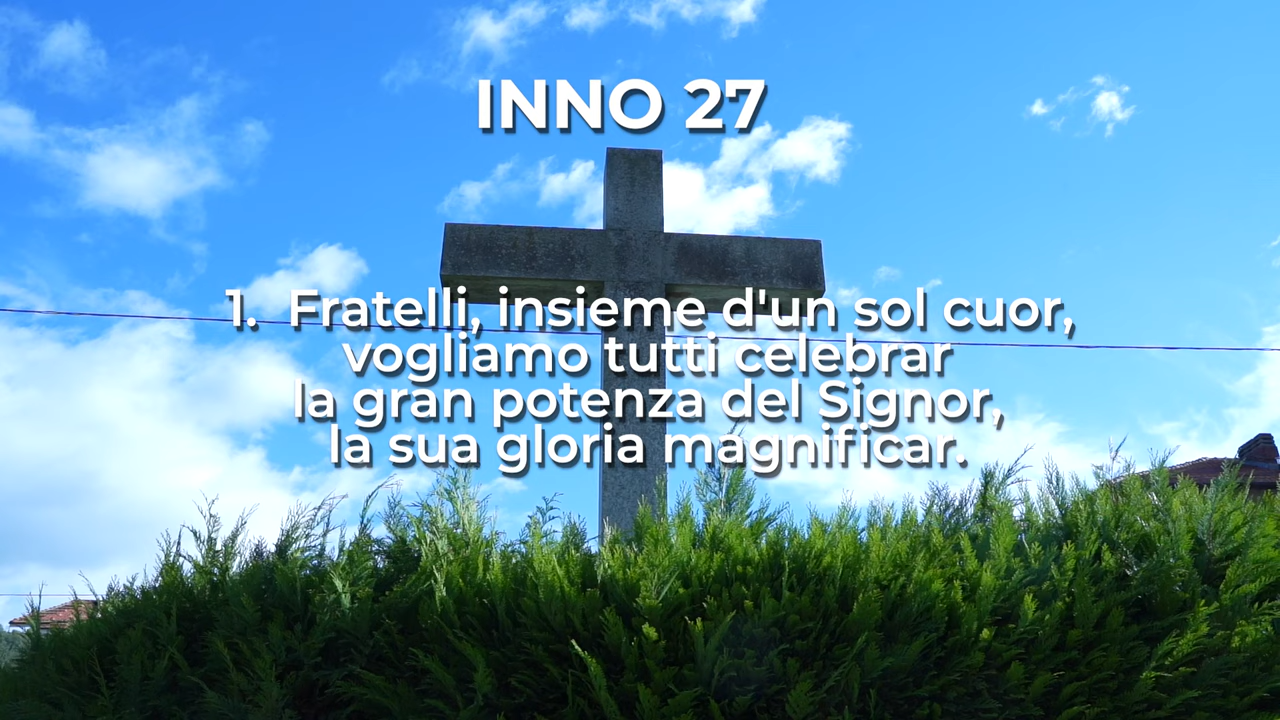 INNO 27
1. Fratelli, insieme d'un sol cuor,
vogliamo tutti celebrar
la gran potenza del Signor,
la sua gloria magnificar.